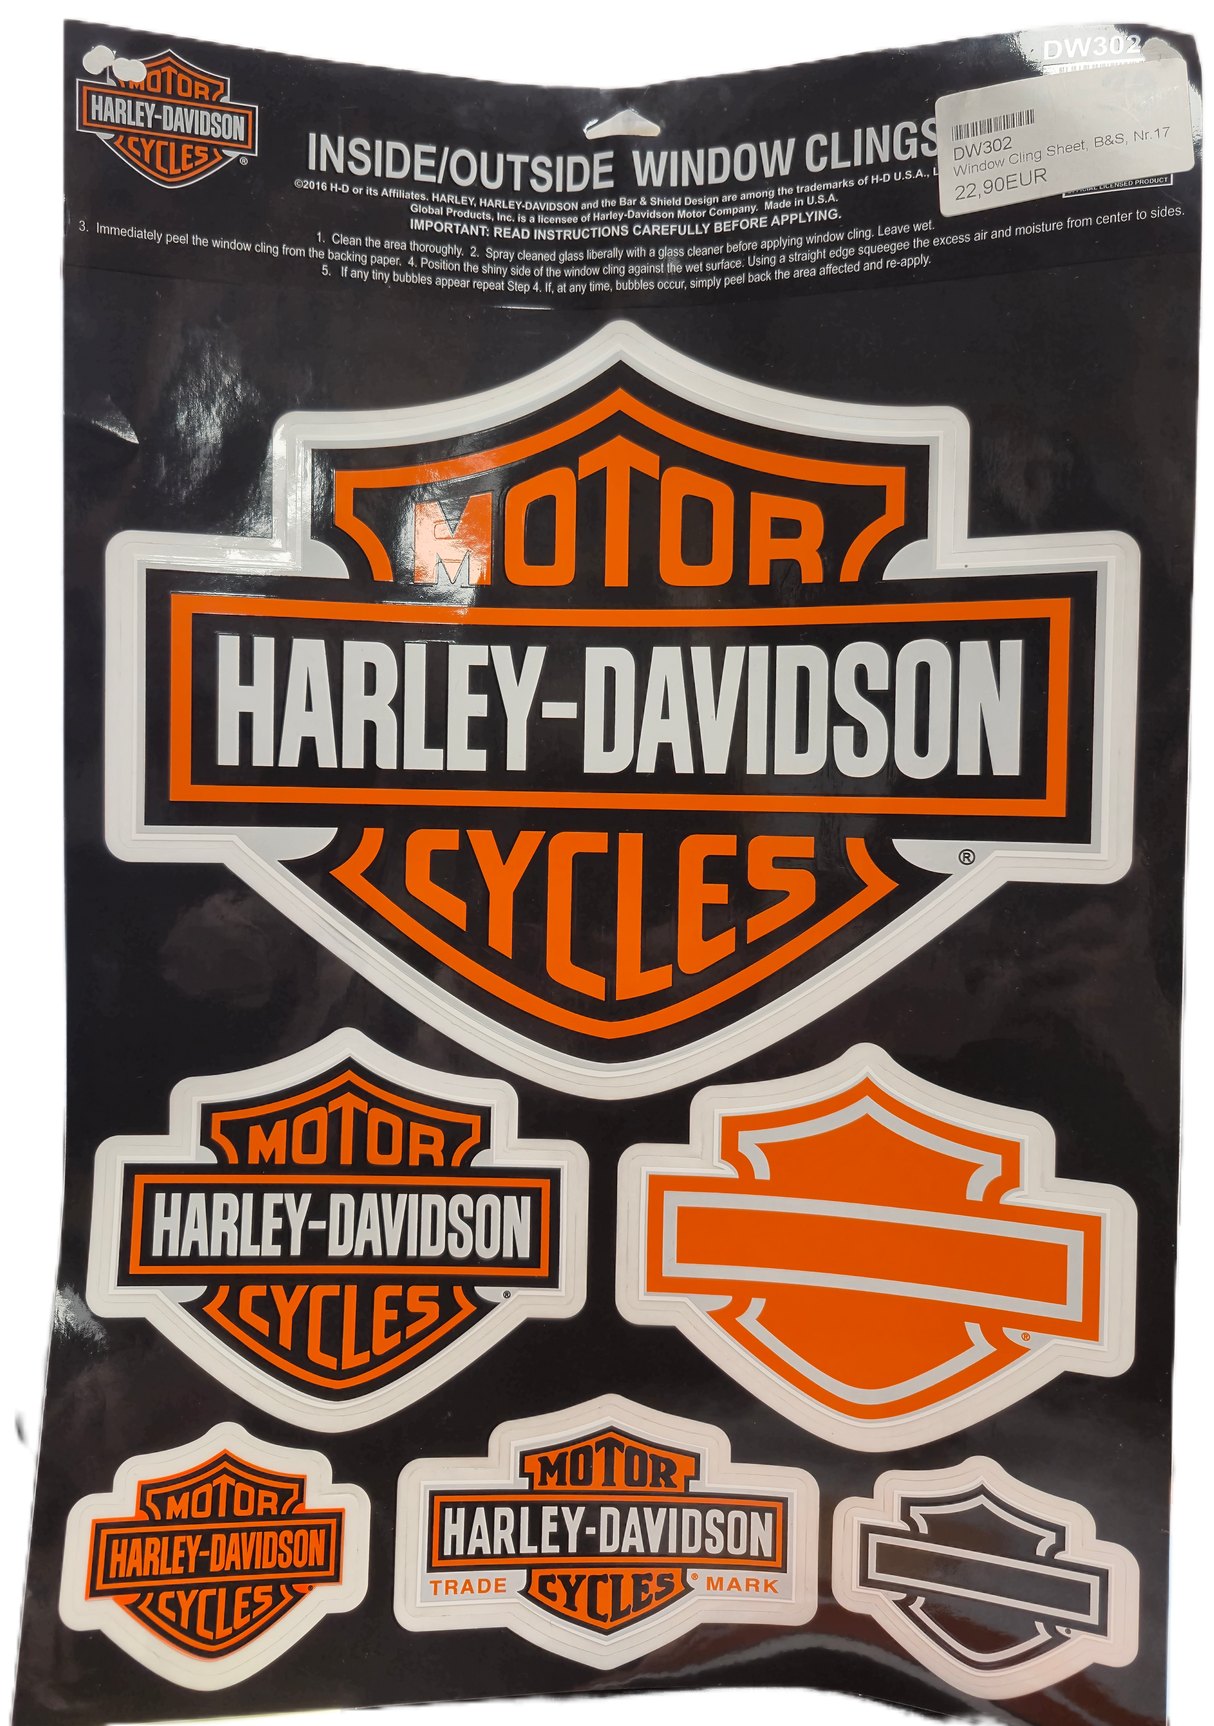 MOTOR
HARLEY-DAVIDSON
CYCLES
®
DW302
INSIDE/OUTSIDE WINDOW CLINGS
DW302
Window Cling Sheet, B&S, Nr.17
22,90EUR
OFFICIAL LICENSED PRODUCT
©2016 H-D or its Affiliates. HARLEY, HARLEY-DAVIDSON and the Bar & Shield Design are among the trademarks of H-D U.S.A.,
Global Products, Inc. is a licensee of Harley-Davidson Motor Company. Made in U.S.A.
IMPORTANT: READ INSTRUCTIONS CAREFULLY BEFORE APPLYING.
1. Clean the area thoroughly. 2. Spray cleaned glass liberally with a glass cleaner before applying window cling. Leave wet.
3. Immediately peel the window cling from the backing paper. 4. Position the shiny side of the window cling against the wet surface. Using a straight edge squeegee the excess air and moisture from center to sides.
5. If any tiny bubbles appear repeat Step 4. If, at any time, bubbles occur, simply peel back the area affected and re-apply.
MOTOR
HARLEY-DAVIDSON
CYCLES
®
MOTOR
HARLEY-DAVIDSON
CYCLES
®
®
MOTOR
HARLEY-DAVIDSON
CYCLES
MOTOR
HARLEY-DAVIDSON
TRADE CYCLES ® MARK